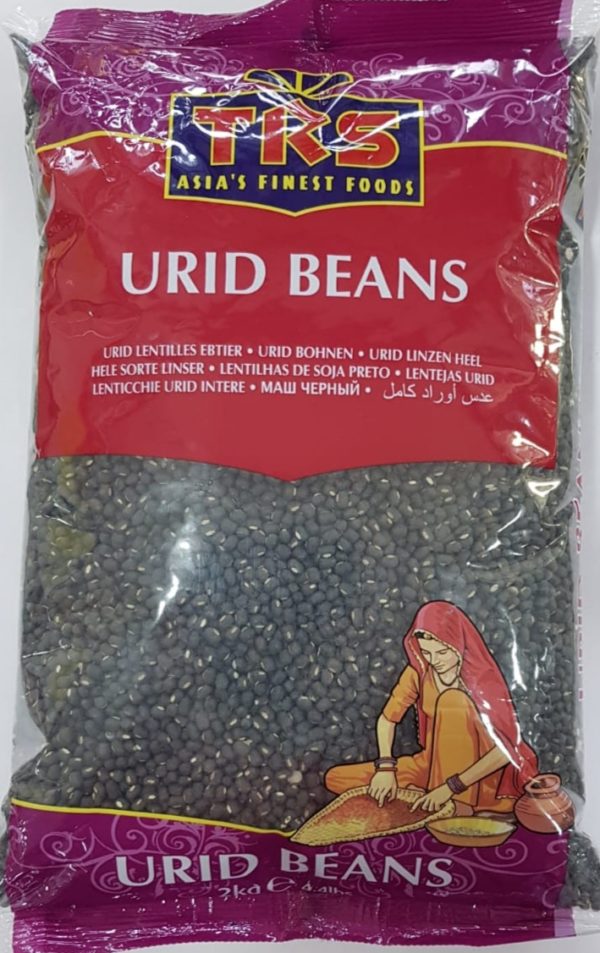 TRS
ASIA'S FINEST FOODS
URID BEANS
URID LENTILLES EBTIER • URID BOHNEN • URID LINZEN HEEL
HELE SORTE LINSER • LENTILHAS DE SOJA PRETO • LENTEJAS URID
LENTICCHIE URID INTERE • МАШ ЧЕРНЫЙ • عدس أوراد كامل
URID BEANS
2kg e